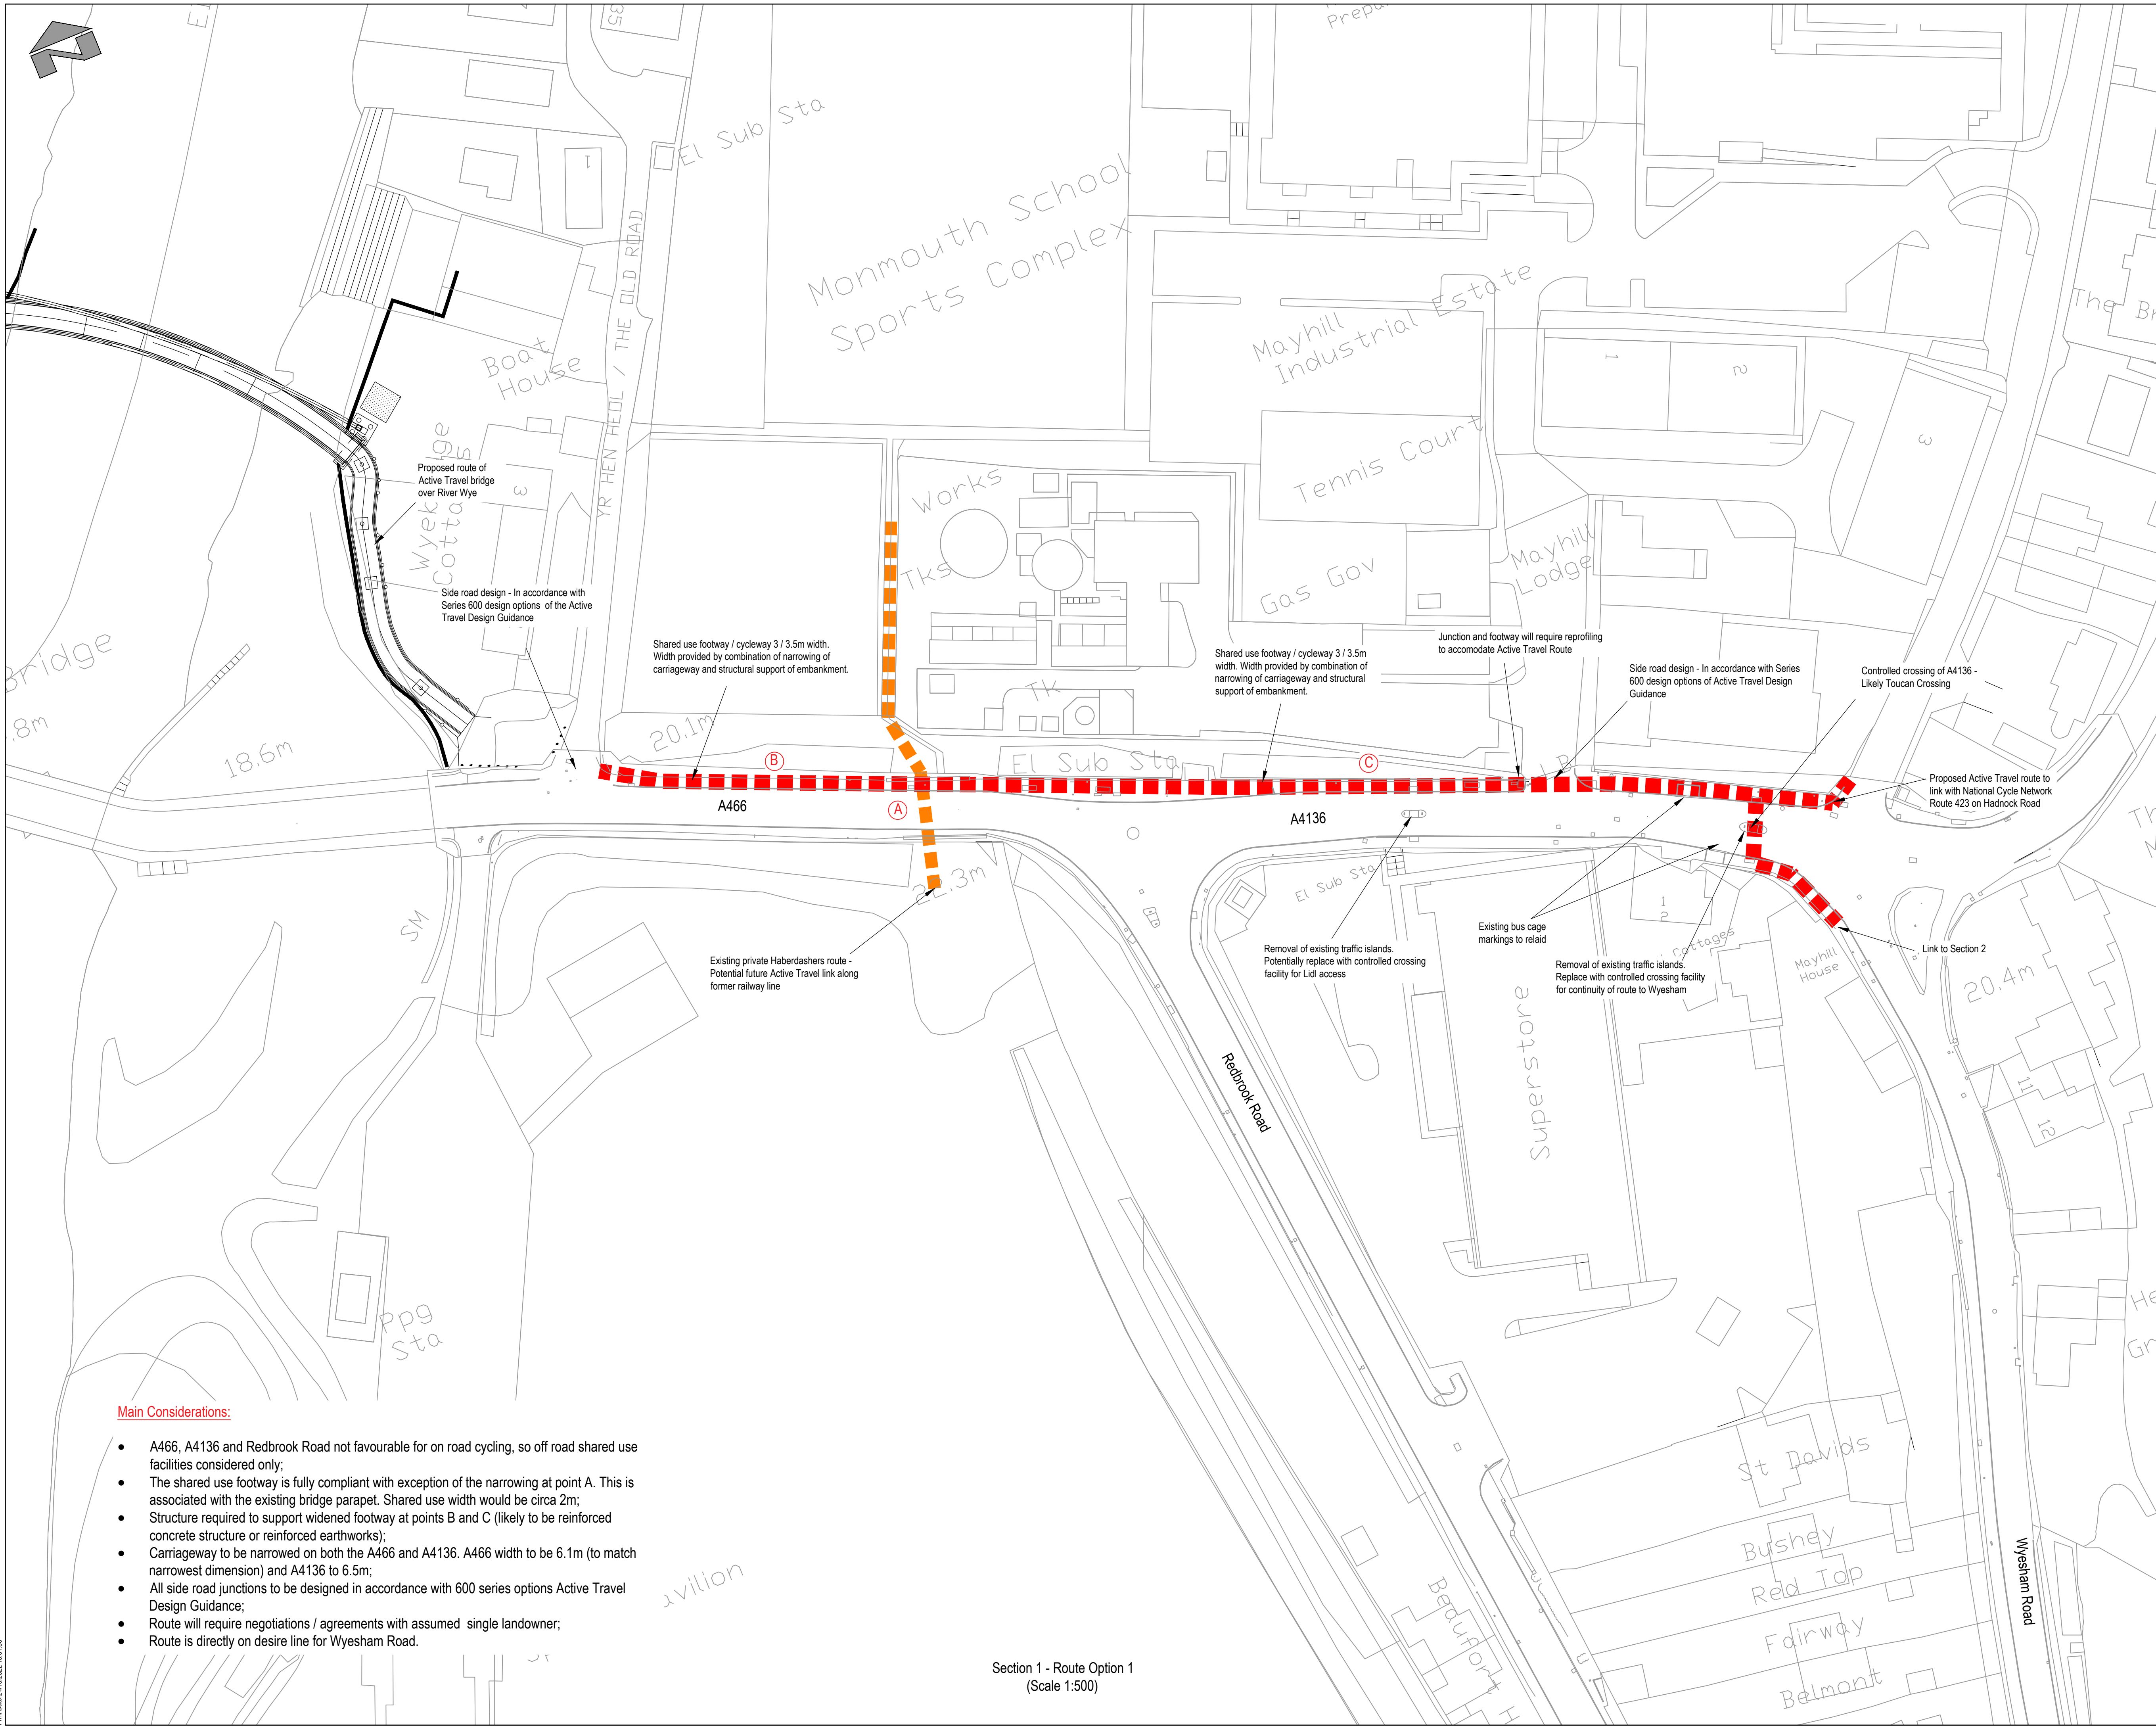 El Sub Sta
1
35
Monmouth School
Sports Complex
Mayhill
Industrial Estate
1
2
3
Boat
House
YR HEN HEOL / THE OLD ROAD
Works
Tks
Tk
Tennis Court
Gas Gov
Mayhill
Lodge
Proposed route of
Active Travel bridge
over River Wye
3
Side road design - In accordance with
Series 600 design options of the Active
Travel Design Guidance
Shared use footway / cycleway 3 / 3.5m width.
Width provided by combination of narrowing of
carriageway and structural support of embankment.
Shared use footway / cycleway 3 / 3.5m
width. Width provided by combination of
narrowing of carriageway and structural
support of embankment.
Junction and footway will require reprofiling
to accomodate Active Travel Route
Side road design - In accordance with Series
600 design options of Active Travel Design
Guidance
Controlled crossing of A4136 -
Likely Toucan Crossing
Bridge
18.6m
20.1m
El Sub Sta
B
C
A
A466
A4136
Proposed Active Travel route to
link with National Cycle Network
Route 423 on Hadnock Road
SM
Existing private Haberdashers route -
Potential future Active Travel link along
former railway line
El Sub Sta
Removal of existing traffic islands.
Potentially replace with controlled crossing
facility for Lidl access
Existing bus cage
markings to relaid
1
2
Cottages
Removal of existing traffic islands.
Replace with controlled crossing facility
for continuity of route to Wyesham
Mayhill
House
Link to Section 2
20.4m
Superstore
Redbrook Road
11
12
Ppg
Sta
St Davids
Bushey
Red Top
Fairway
Belmont
Wyesham Road
Main Considerations:
• A466, A4136 and Redbrook Road not favourable for on road cycling, so off road shared use
facilities considered only;
• The shared use footway is fully compliant with exception of the narrowing at point A. This is
associated with the existing bridge parapet. Shared use width would be circa 2m;
• Structure required to support widened footway at points B and C (likely to be reinforced
concrete structure or reinforced earthworks);
• Carriageway to be narrowed on both the A466 and A4136. A466 width to be 6.1m (to match
narrowest dimension) and A4136 to 6.5m;
• All side road junctions to be designed in accordance with 600 series options Active Travel
Design Guidance;
• Route will require negotiations / agreements with assumed single landowner;
• Route is directly on desire line for Wyesham Road.
Section 1 - Route Option 1
(Scale 1:500)